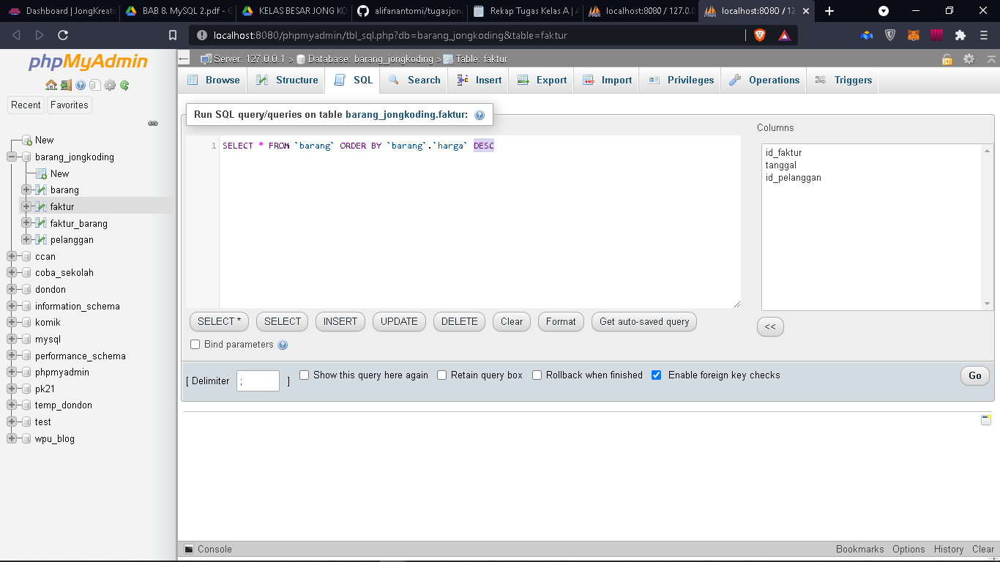 Dashboard | JongKreati
BAB 8. MySQL 2.pdf - G
KELAS BESAR JONG KO
alifanantomi/tugasjong
Rekap Tugas Kelas A | A
localhost:8080 / 127.0.0
localhost:8080 / 12
localhost:8080/phpmyadmin/tbl_sql.php?db=barang_jongkoding&table=faktur
phpMyAdmin
Recent Favorites
New
barang_jongkoding
New
barang
faktur
faktur_barang
pelanggan
ccan
coba_sekolah
dondon
information_schema
komik
mysql
performance_schema
phpmyadmin
pk21
temp_dondon
test
wpu_blog
Server: 127.0.0.1 » Database: barang_jongkoding » Table: faktur
Browse Structure SQL Search Insert Export Import Privileges Operations Triggers
Run SQL query/queries on table barang_jongkoding.faktur:
1 SELECT * FROM `barang` ORDER BY `barang`.`harga` DESC
Columns
id_faktur
tanggal
id_pelanggan
SELECT * SELECT INSERT UPDATE DELETE Clear Format Get auto-saved query
<<
Bind parameters
[ Delimiter ; ] Show this query here again Retain query box Rollback when finished Enable foreign key checks Go
Console Bookmarks Options History Clear